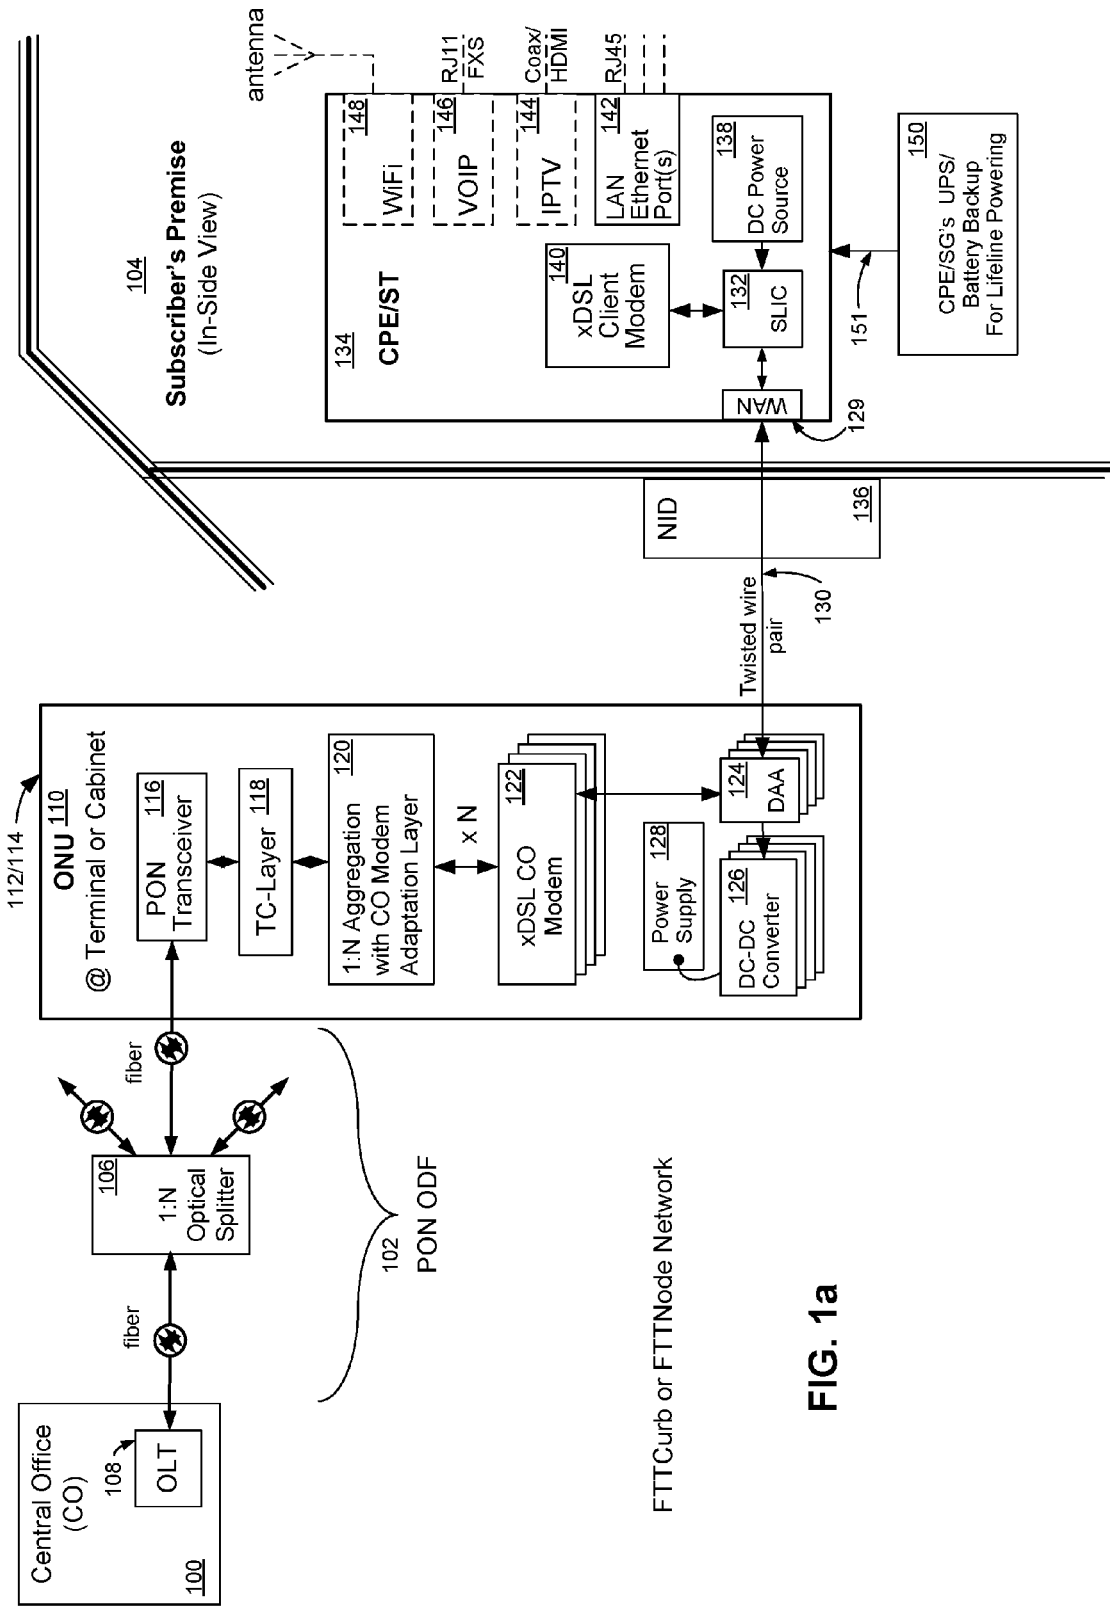 Central Office
(CO)
100
108
OLT
fiber
106
1:N
Optical
Splitter
fiber
102
PON ODF
112/114
ONU 110
@ Terminal or Cabinet
PON 116
Transceiver
TC-Layer 118
120
1:N Aggregation
with CO Modem
Adaptation Layer
x N
122
xDSL CO
Modem
128
Power
Supply
126
DC-DC
Converter
124
DAA
Twisted wire
pair
130
NID
136
104
Subscriber's Premise
(In-Side View)
134
CPE/ST
WAN
129
132
SLIC
140
xDSL
Client
Modem
138
DC Power
Source
148
WiFi
146
VOIP
144
IPTV
142
LAN
Ethernet
Port(s)
antenna
RJ11
FXS
Coax/
HDMI
RJ45
151
150
CPE/SG's UPS/
Battery Backup
For Lifeline Powering
FTTCurb or FTTNode Network
FIG. 1a